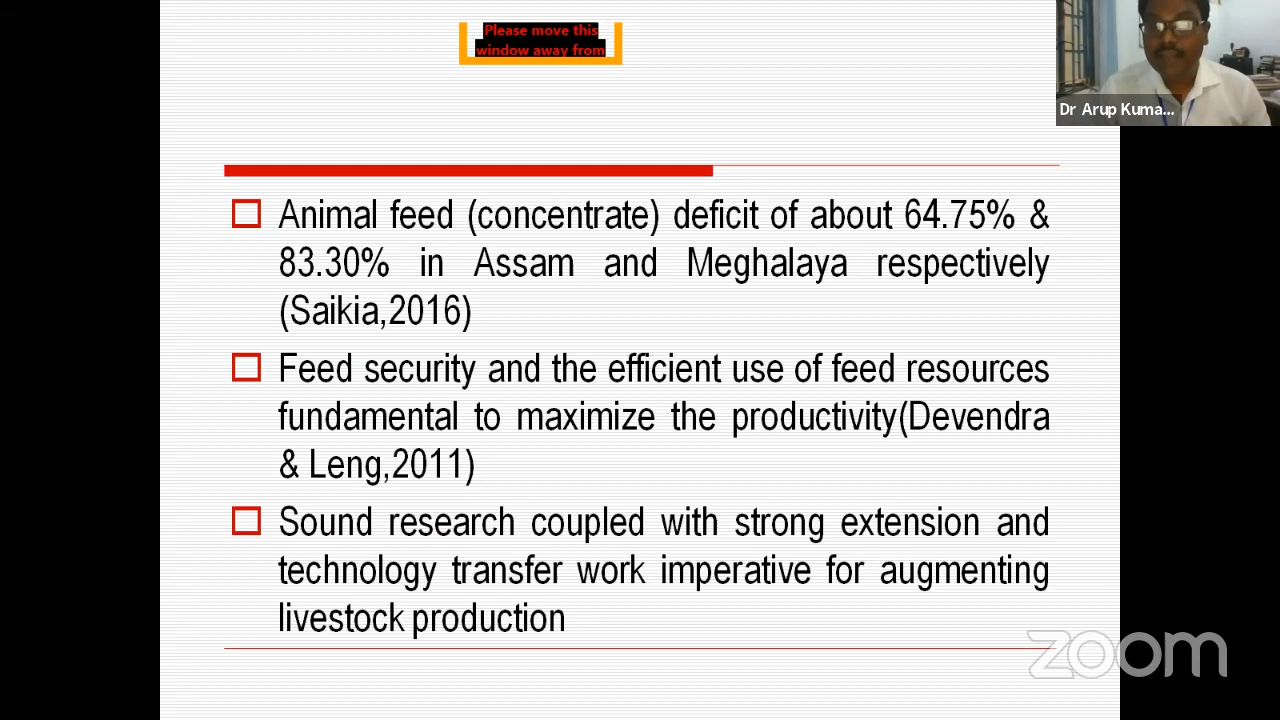 Please move this
window away from
Dr Arup Kuma...
Animal feed (concentrate) deficit of about 64.75% &
83.30% in Assam and Meghalaya respectively
(Saikia,2016)
Feed security and the efficient use of feed resources
fundamental to maximize the productivity(Devendra
& Leng,2011)
Sound research coupled with strong extension and
technology transfer work imperative for augmenting
livestock production
zoom